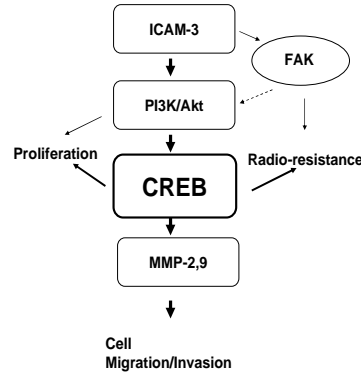 ICAM-3
FAK
PI3K/Akt
Proliferation
Radio-resistance
CREB
MMP-2,9
Cell
Migration/Invasion